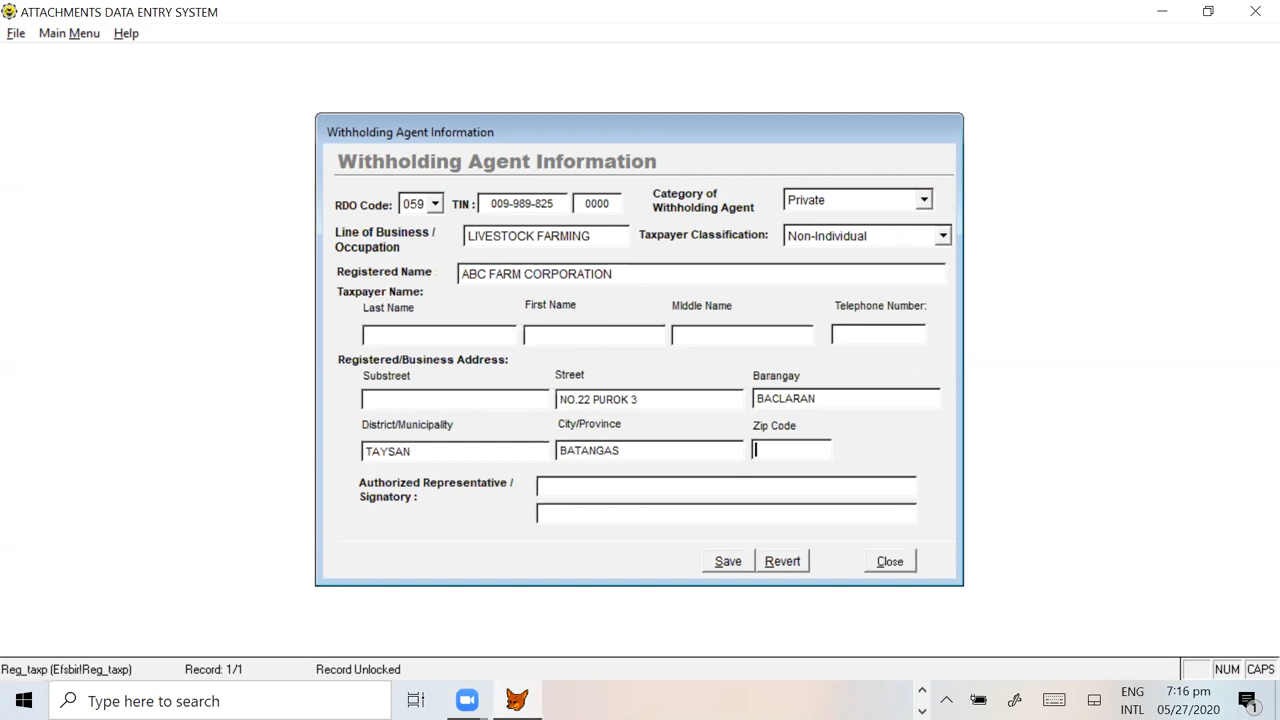 ATTACHMENTS DATA ENTRY SYSTEM
File Main Menu Help
Withholding Agent Information
Withholding Agent Information
RDO Code: 059 TIN : 009-989-825 0000 Category of Withholding Agent Private
Line of Business / Occupation LIVESTOCK FARMING Taxpayer Classification: Non-Individual
Registered Name : ABC FARM CORPORATION
Taxpayer Name:
Last Name First Name Middle Name Telephone Number:
Registered/Business Address:
Substreet Street Barangay
NO.22 PUROK 3 BACLARAN
District/Municipality City/Province Zip Code
TAYSAN BATANGAS
Authorized Representative /
Signatory :
Save Revert Close
Reg_taxp (Efsbir!Reg_taxp) Record: 1/1 Record Unlocked NUM CAPS
Type here to search ENG 7:16 pm
INTL 05/27/2020 1